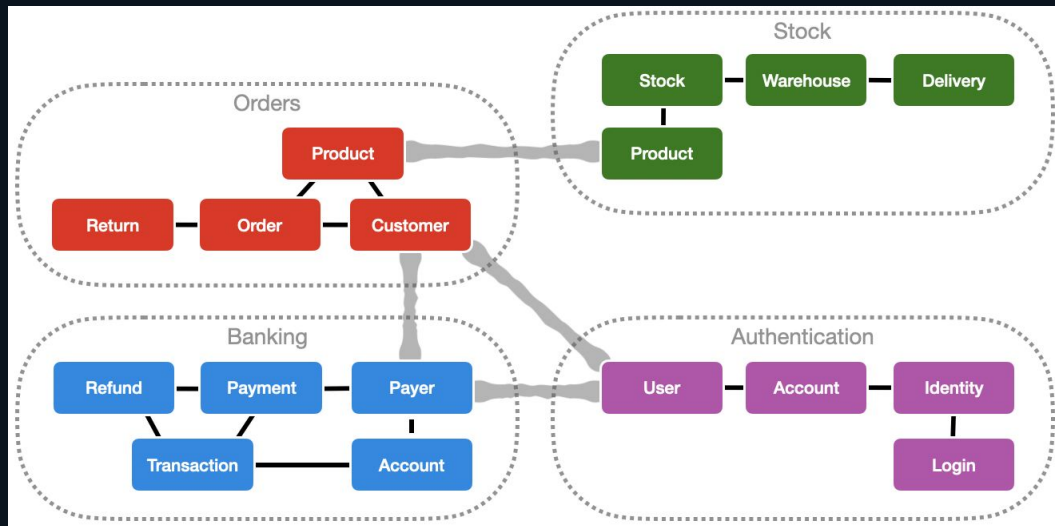 Stock
Stock
Warehouse
Delivery
Product
Orders
Product
Return
Order
Customer
Banking
Refund
Payment
Payer
Transaction
Account
Authentication
User
Account
Identity
Login